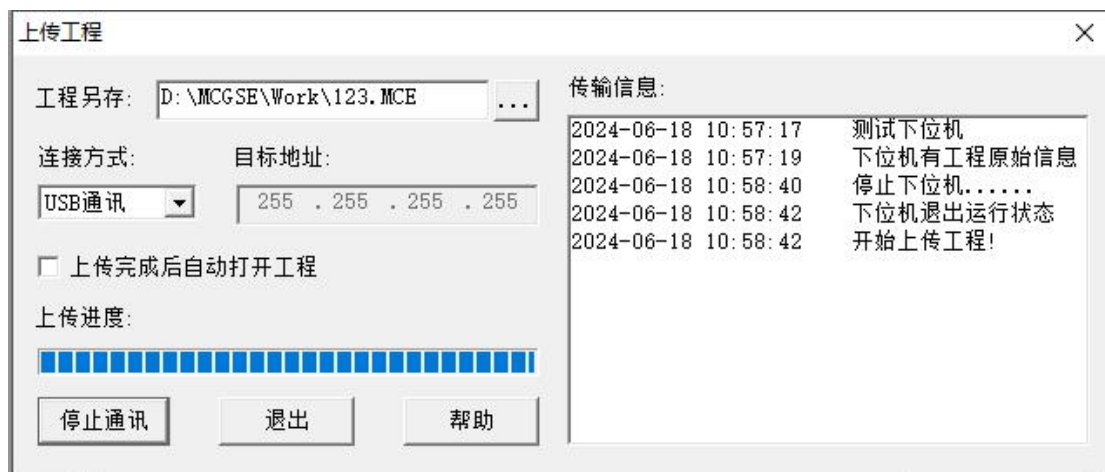 上传工程
工程另存: D:\MCGSE\Work\123.MCE ...
连接方式: 目标地址:
USB通讯 255 . 255 . 255 . 255
上传完成后自动打开工程
上传进度:
停止通讯 退出 帮助
传输信息:
2024-06-18 10:57:17 测试下位机
2024-06-18 10:57:19 下位机有工程原始信息
2024-06-18 10:58:40 停止下位机......
2024-06-18 10:58:42 下位机退出运行状态
2024-06-18 10:58:42 开始上传工程!